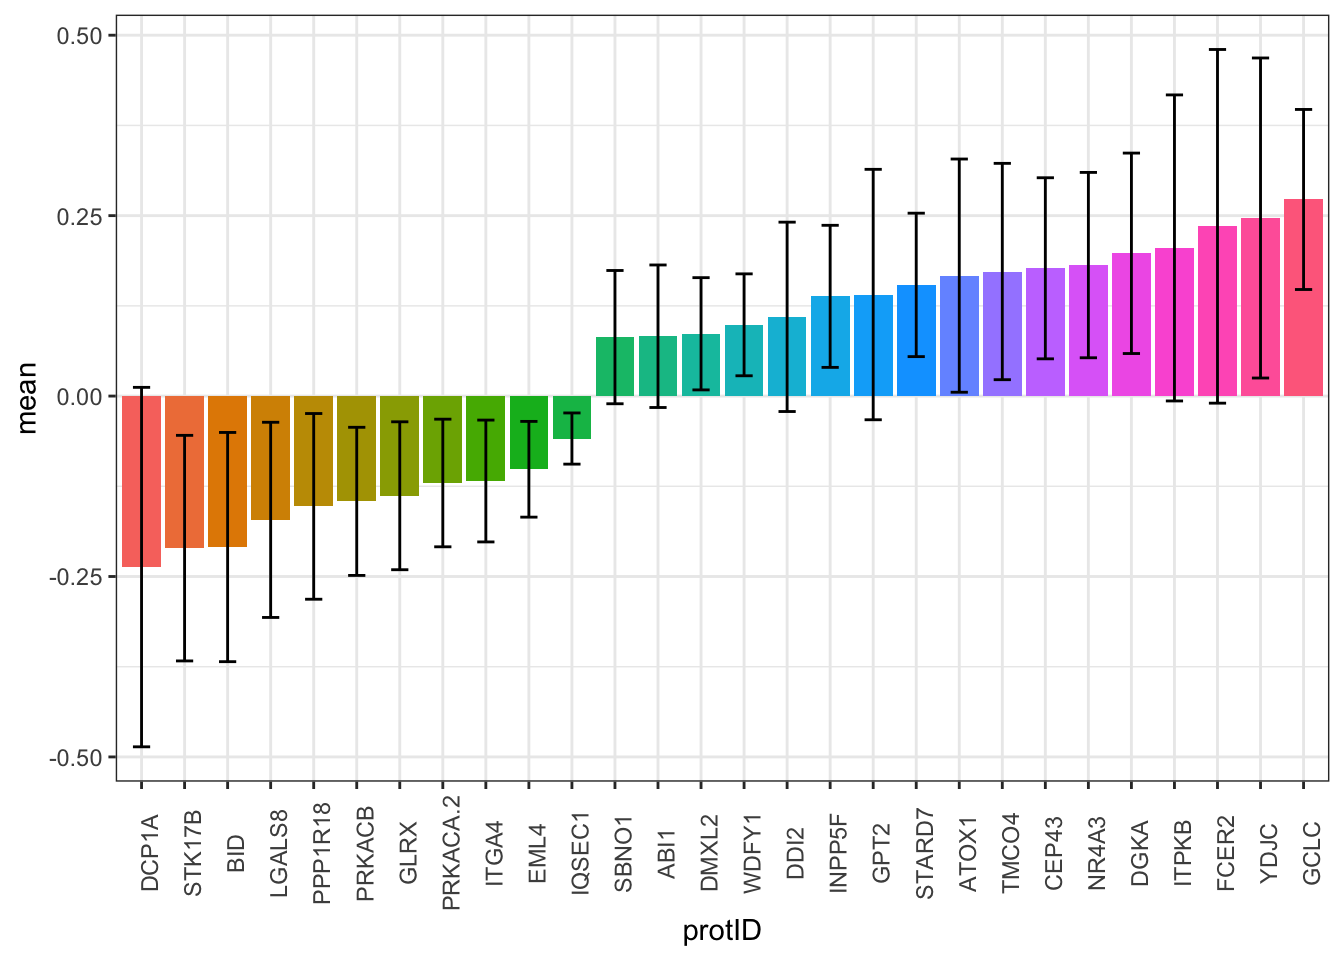 0.50
0.25
0.00
-0.25
-0.50
mean
DCP1A
STK17B
BID
LGALS8
PPP1R18
PRKACB
GLRX
PRKACA.2
ITGA4
EML4
IQSEC1
SBNO1
ABI1
DMXL2
WDFY1
DDI2
INPP5F
GPT2
STARD7
ATOX1
TMCO4
CEP43
NR4A3
DGKA
ITPKB
FCER2
YDJC
GCLC
protID